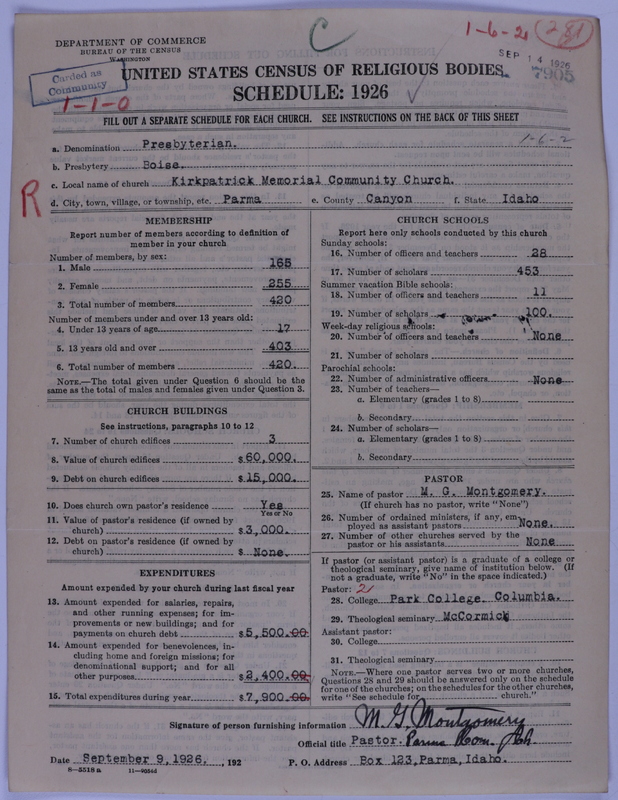 DEPARTMENT OF COMMERCE
BUREAU OF THE CENSUS
WASHINGTON
C
1-6-2
281
SEP 14 1926
7905
Carded as
Community
1-1-0
UNITED STATES CENSUS OF RELIGIOUS BODIES
SCHEDULE: 1926
FILL OUT A SEPARATE SCHEDULE FOR EACH CHURCH. SEE INSTRUCTIONS ON THE BACK OF THIS SHEET
1-6-2
a. Denomination Presbyterian.
b. Presbytery Boise.
c. Local name of church Kirkpatrick Memorial Community Church.
R
d. City, town, village, or township, etc. Parma e. County Canyon f. State Idaho
MEMBERSHIP
Report number of members according to definition of
member in your church
Number of members, by sex:
1. Male 165
2. Female 255
3. Total number of members 420
Number of members under and over 13 years old:
4. Under 13 years of age 17
5. 13 years old and over 403
6. Total number of members 420
NOTE.—The total given under Question 6 should be the
same as the total of males and females given under Question 3.
CHURCH BUILDINGS
See instructions, paragraphs 10 to 12
7. Number of church edifices 3
8. Value of church edifices $60,000.
9. Debt on church edifices $15,000.
10. Does church own pastor's residence Yes
Yes or No
11. Value of pastor's residence (if owned by
church) $3,000.
12. Debt on pastor's residence (if owned by
church) $ None.
EXPENDITURES
Amount expended by your church during last fiscal year
13. Amount expended for salaries, repairs,
and other running expenses; for im-
provements or new buildings; and for
payments on church debt $5,500.00
14. Amount expended for benevolences, in-
cluding home and foreign missions; for
denominational support; and for all
other purposes $2,400.00
15. Total expenditures during year $7,900.00
CHURCH SCHOOLS
Report here only schools conducted by this church
Sunday schools:
16. Number of officers and teachers 28
17. Number of scholars 453
Summer vacation Bible schools:
18. Number of officers and teachers 11
19. Number of scholars 100.
Week-day religious schools:
20. Number of officers and teachers None
21. Number of scholars
Parochial schools:
22. Number of administrative officers None
23. Number of teachers—
a. Elementary (grades 1 to 8)
b. Secondary
24. Number of scholars—
a. Elementary (grades 1 to 8)
b. Secondary
PASTOR
25. Name of pastor M. G. Montgomery.
(If church has no pastor, write "None")
26. Number of ordained ministers, if any, em-
ployed as assistant pastors None.
27. Number of other churches served by the
pastor or his assistants None
If pastor (or assistant pastor) is a graduate of a college or
theological seminary, give name of institution below. (If
not a graduate, write "No" in the space indicated.)
Pastor: 2
28. College Park College. Columbia.
29. Theological seminary McCormick
Assistant pastor:
30. College
31. Theological seminary
NOTE.—Where one pastor serves two or more churches,
Questions 28 and 29 should be answered only on the schedule
for one of the churches; on the schedules for the other churches,
write "See schedule for church."
Signature of person furnishing information M. G. Montgomery
Official title Pastor. Parma Com. Ch.
Date September 9, 1926. , 192 P. O. Address Box 123, Parma, Idaho.
8—5518 a 11—9054d